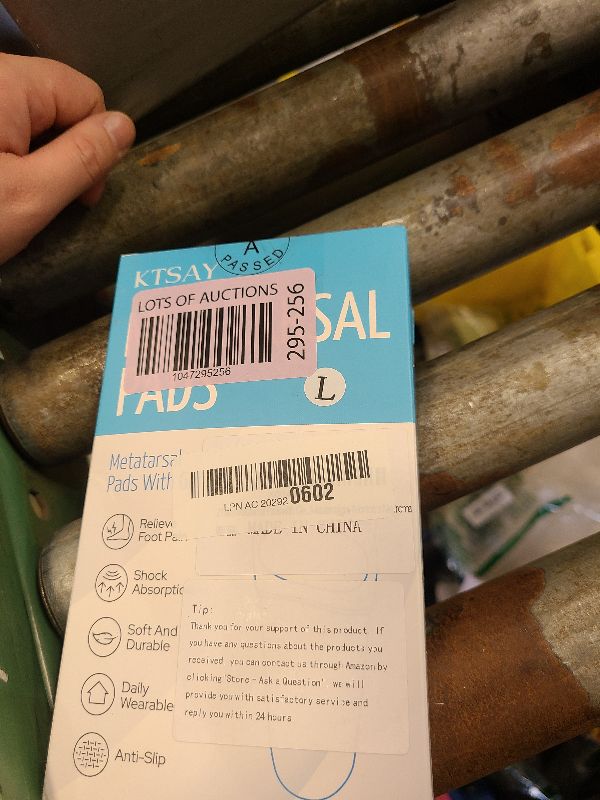 A
PASSED
KTSAY
LOTS OF AUCTIONS
295-256
1047295256
SAL
PADS
L
Metatarsal
Pads With
LPN AC 20292 0602
MADE IN CHINA
Relieve
Foot Pain
Shock
Absorptio
Soft And
Durable
Daily
Wearable
Anti-Slip
Tip:
Thank you for your support of this product. If
you have any questions about the products you
received, you can contact us through Amazon by
clicking 'Store - Ask a Question', we will
provide you with satisfactory service and
reply you within 24 hours